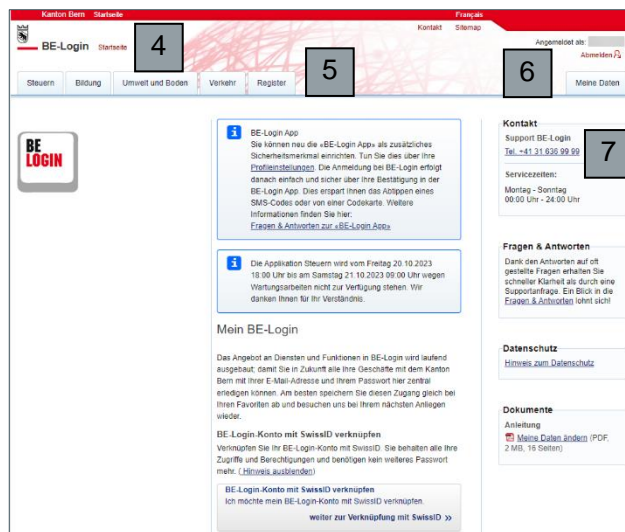 Kanton Bern Startseite
Français
Kontakt Sitemap
BE-Login Startseite
4
Angemeldet als:
Abmelden
Steuern Bildung Umwelt und Boden Verkehr Register
5
6
Meine Daten
BE
LOGIN
BE-Login App
Sie können neu die «BE-Login App» als zusätzliches
Sicherheitsmerkmal einrichten. Tun Sie dies über Ihre
Profileinstellungen. Die Anmeldung bei BE-Login erfolgt
danach einfach und sicher über Ihre Bestätigung in der
BE-Login App. Dies erspart Ihnen das Abtippen eines
SMS-Codes oder von einer Codekarte. Weitere
Informationen finden Sie hier:
Fragen & Antworten zur «BE-Login App»
Die Applikation Steuern wird vom Freitag 20.10.2023
18:00 Uhr bis am Samstag 21.10.2023 09:00 Uhr wegen
Wartungsarbeiten nicht zur Verfügung stehen. Wir
danken Ihnen für Ihr Verständnis.
Mein BE-Login
Das Angebot an Diensten und Funktionen in BE-Login wird laufend
ausgebaut; damit Sie in Zukunft alle Ihre Geschäfte mit dem Kanton
Bern mit Ihrer E-Mail-Adresse und Ihrem Passwort hier zentral
erledigen können. Am besten speichern Sie diesen Zugang gleich bei
Ihren Favoriten ab und besuchen uns bei Ihrem nächsten Anliegen
wieder.
BE-Login-Konto mit SwissID verknüpfen
Verknüpfen Sie Ihr BE-Login-Konto mit SwissID. Sie behalten alle Ihre
Zugriffe und Berechtigungen und benötigen kein weiteres Passwort
mehr. ( Hinweis ausblenden)
BE-Login-Konto mit SwissID verknüpfen
Ich möchte mein BE-Login-Konto mit SwissID verknüpfen.
weiter zur Verknüpfung mit SwissID »
Kontakt
Support BE-Login
Tel. +41 31 636 99 99
7
Servicezeiten:
Montag - Sonntag
00:00 Uhr - 24:00 Uhr
Fragen & Antworten
Dank den Antworten auf oft
gestellte Fragen erhalten Sie
schneller Klarheit als durch eine
Supportanfrage. Ein Blick in die
Fragen & Antworten lohnt sich!
Datenschutz
Hinweis zum Datenschutz
Dokumente
Anleitung
Meine Daten ändern (PDF,
2 MB, 16 Seiten)